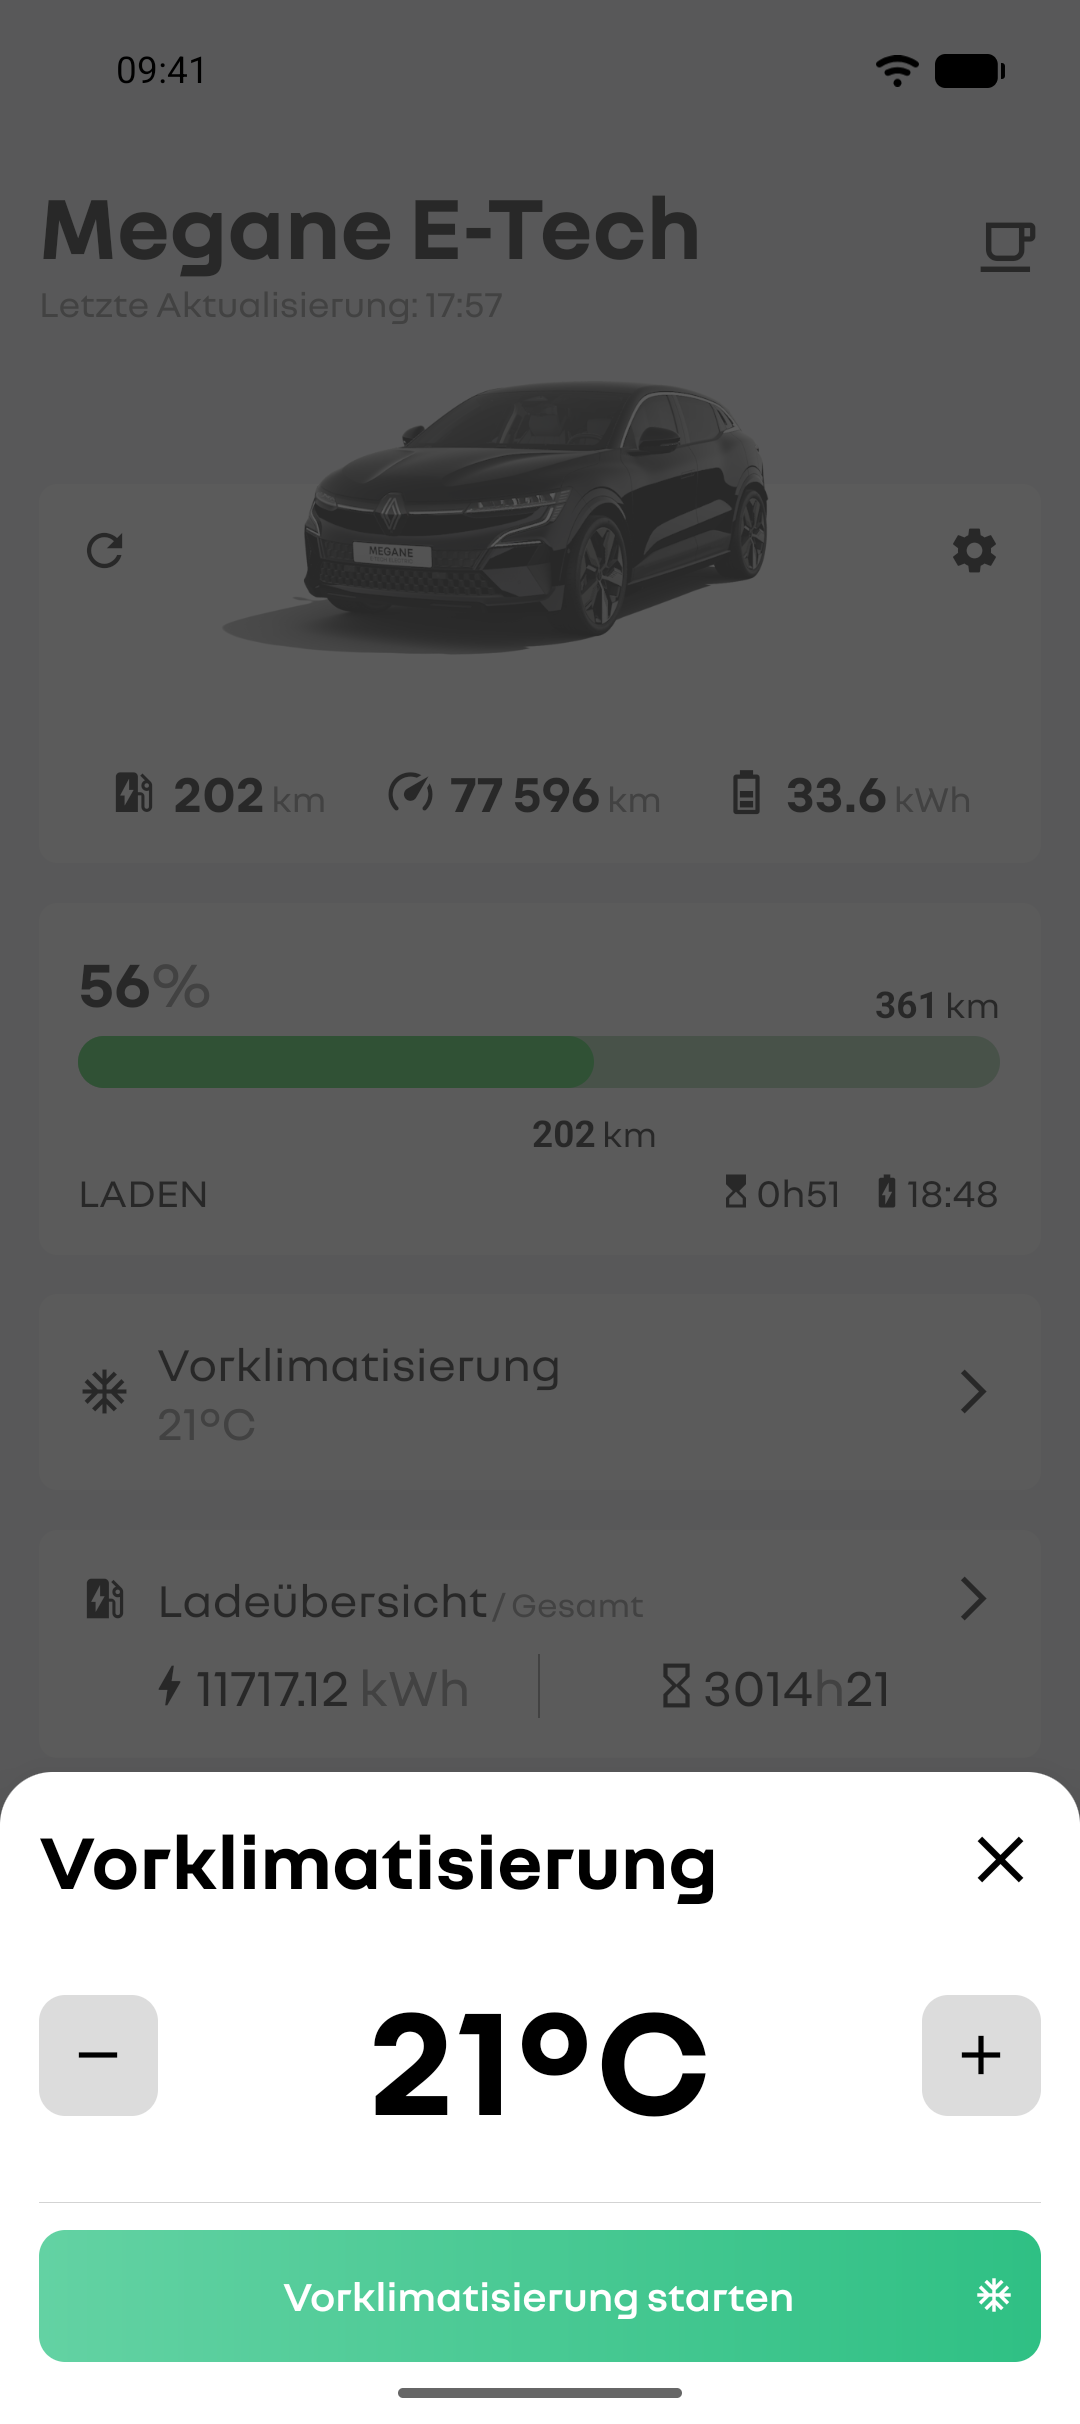 09:41
Megane E-Tech
Letzte Aktualisierung: 17:57
MEGANE
202 km 77 596 km 33.6 kWh
56%
361 km
202 km
LADEN 0h51 18:48
Vorklimatisierung
21°C
Ladeübersicht / Gesamt
11717.12 kWh 3014h21
Vorklimatisierung
21°C
Vorklimatisierung starten